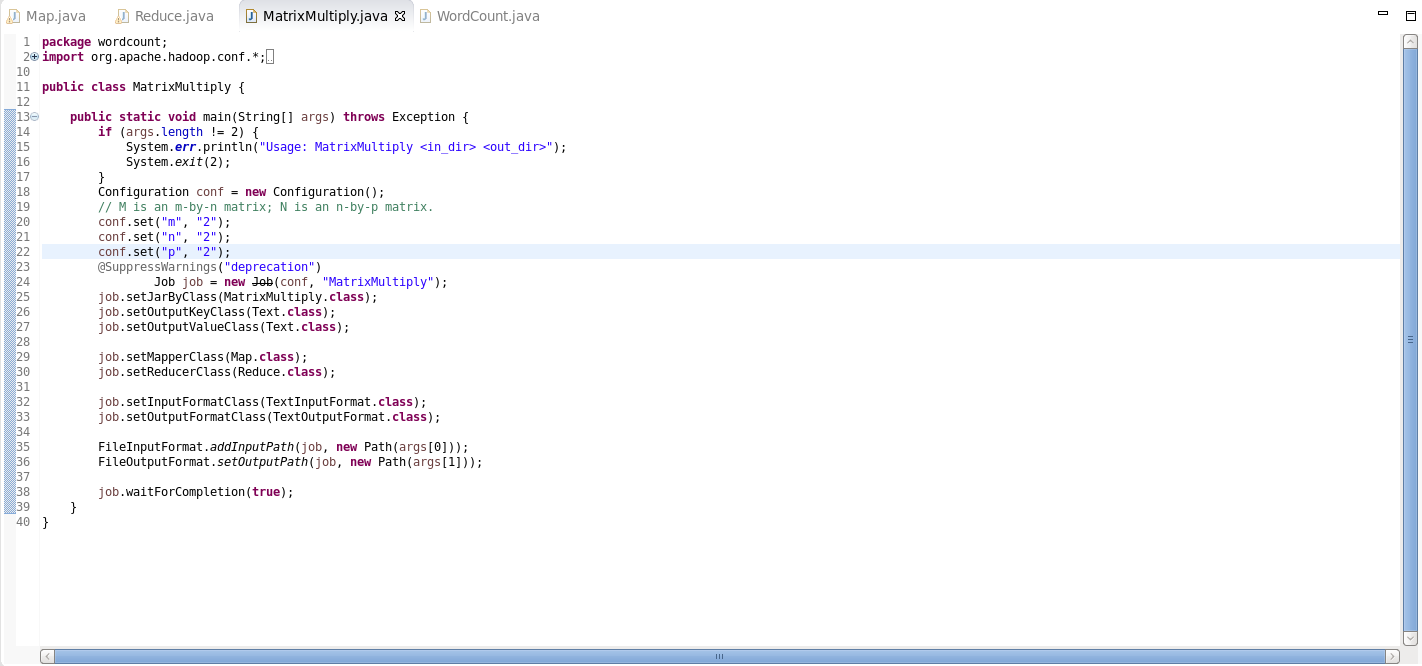 Map.java Reduce.java MatrixMultiply.java WordCount.java
1 package wordcount;
2 import org.apache.hadoop.conf.*;
10
11 public class MatrixMultiply {
12
13     public static void main(String[] args) throws Exception {
14         if (args.length != 2) {
15             System.err.println("Usage: MatrixMultiply <in_dir> <out_dir>");
16             System.exit(2);
17         }
18         Configuration conf = new Configuration();
19         // M is an m-by-n matrix; N is an n-by-p matrix.
20         conf.set("m", "2");
21         conf.set("n", "2");
22         conf.set("p", "2");
23         @SuppressWarnings("deprecation")
24                 Job job = new Job(conf, "MatrixMultiply");
25         job.setJarByClass(MatrixMultiply.class);
26         job.setOutputKeyClass(Text.class);
27         job.setOutputValueClass(Text.class);
28
29         job.setMapperClass(Map.class);
30         job.setReducerClass(Reduce.class);
31
32         job.setInputFormatClass(TextInputFormat.class);
33         job.setOutputFormatClass(TextOutputFormat.class);
34
35         FileInputFormat.addInputPath(job, new Path(args[0]));
36         FileOutputFormat.setOutputPath(job, new Path(args[1]));
37
38         job.waitForCompletion(true);
39     }
40 }